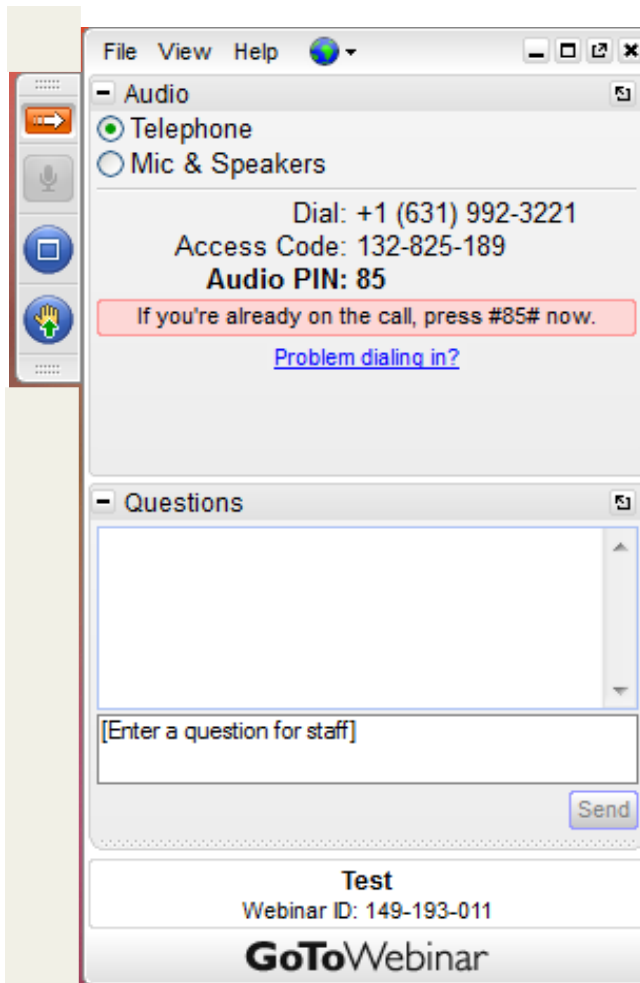 File View Help
Audio
Telephone
Mic & Speakers
Dial: +1 (631) 992-3221
Access Code: 132-825-189
Audio PIN: 85
If you're already on the call, press #85# now.
Problem dialing in?
Questions
[Enter a question for staff]
Send
Test
Webinar ID: 149-193-011
GoToWebinar